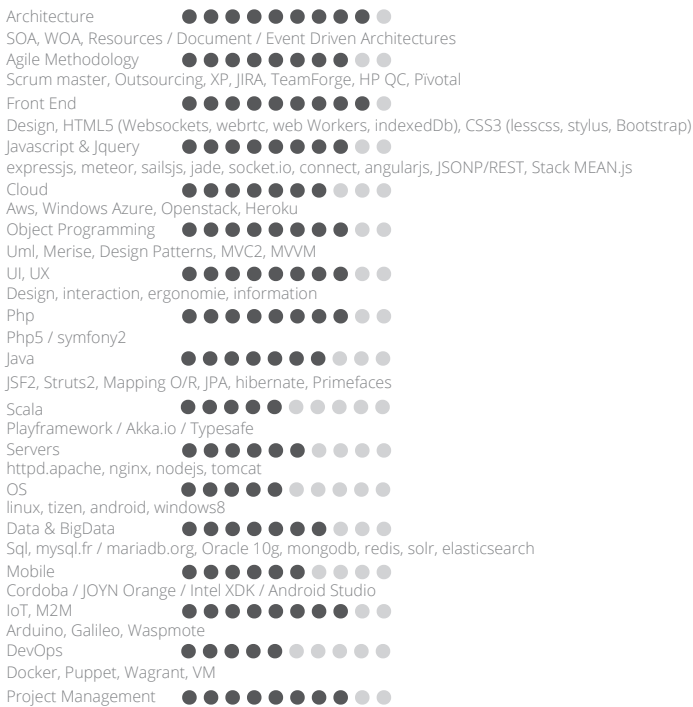 Architecture
SOA, WOA, Resources / Document / Event Driven Architectures
Agile Methodology
Scrum master, Outsourcing, XP, JIRA, TeamForge, HP QC, Pivotal
Front End
Design, HTML5 (Websockets, webrtc, web Workers, indexedDb), CSS3 (lesscss, stylus, Bootstrap)
Javascript & Jquery
expressjs, meteor, sailsjs, jade, socket.io, connect, angularjs, JSONP/REST, Stack MEAN.js
Cloud
Aws, Windows Azure, Openstack, Heroku
Object Programming
Uml, Merise, Design Patterns, MVC2, MVVM
UI, UX
Design, interaction, ergonomie, information
Php
Php5 / symfony2
Java
JSF2, Struts2, Mapping O/R, JPA, hibernate, Primefaces
Scala
Playframework / Akka.io / Typesafe
Servers
httpd.apache, nginx, nodejs, tomcat
OS
linux, tizen, android, windows8
Data & BigData
Sql, mysql.fr / mariadb.org, Oracle 10g, mongodb, redis, solr, elasticsearch
Mobile
Cordoba / JOYN Orange / Intel XDK / Android Studio
IoT, M2M
Arduino, Galileo, Waspmote
DevOps
Docker, Puppet, Wagrant, VM
Project Management